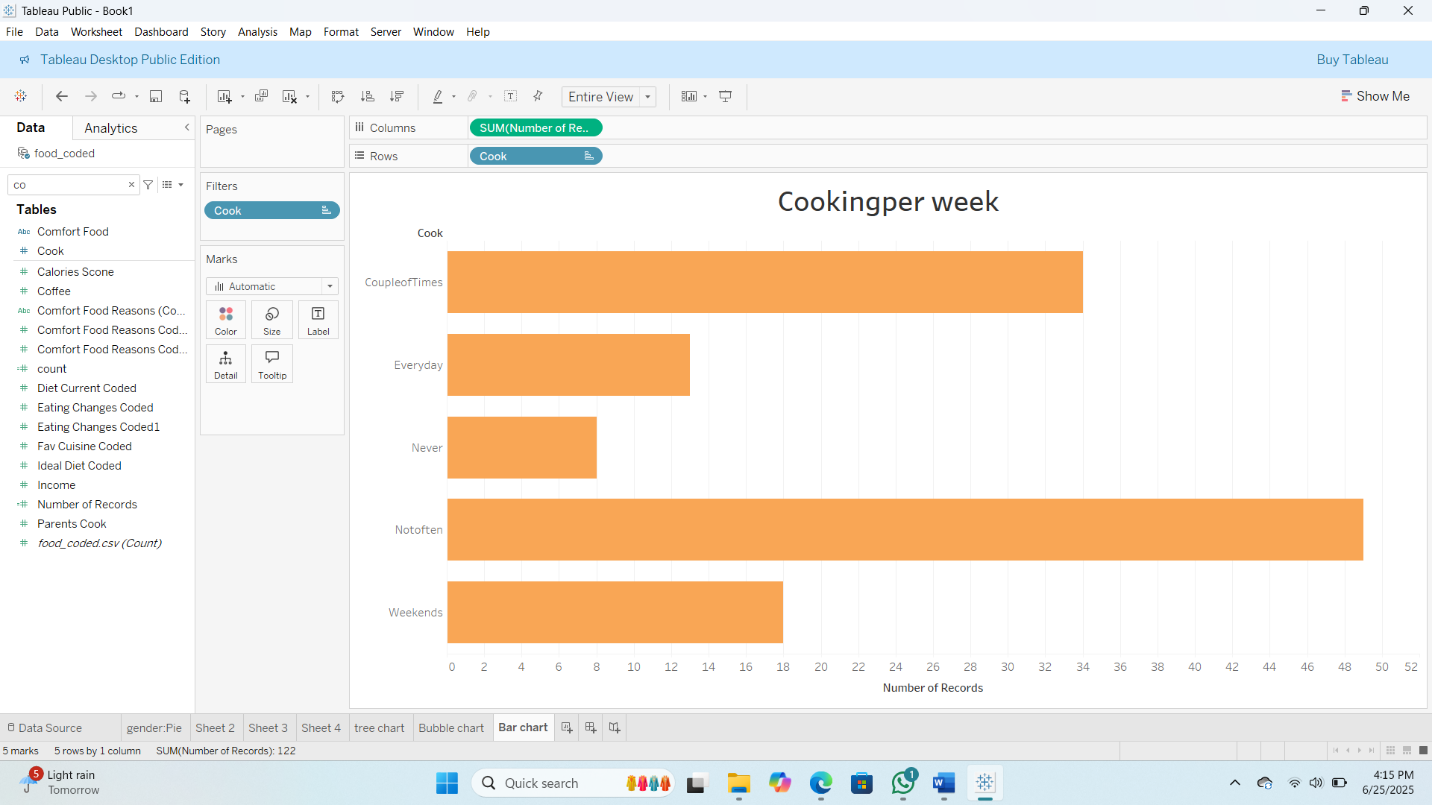 Tableau Public - Book1
File Data Worksheet Dashboard Story Analysis Map Format Server Window Help
Tableau Desktop Public Edition
Buy Tableau
Entire View
Show Me
Data
Analytics
food_coded
co
Tables
Abc Comfort Food
Cook
Calories Scone
Coffee
Abc Comfort Food Reasons (Co...
Comfort Food Reasons Cod...
Comfort Food Reasons Cod...
count
Diet Current Coded
Eating Changes Coded
Eating Changes Coded1
Fav Cuisine Coded
Ideal Diet Coded
Income
Number of Records
Parents Cook
food_coded.csv (Count)
Pages
Filters
Cook
Marks
Automatic
Color Size Label
Detail Tooltip
Columns
SUM(Number of Re..
Rows
Cook
Cookingper week
Cook
CoupleofTimes
Everyday
Never
Notoften
Weekends
0 2 4 6 8 10 12 14 16 18 20 22 24 26 28 30 32 34 36 38 40 42 44 46 48 50 52
Number of Records
Data Source gender:Pie Sheet 2 Sheet 3 Sheet 4 tree chart Bubble chart Bar chart
5 marks 5 rows by 1 column SUM(Number of Records): 122
5
Light rain
Tomorrow
Quick search
1
4:15 PM
6/25/2025